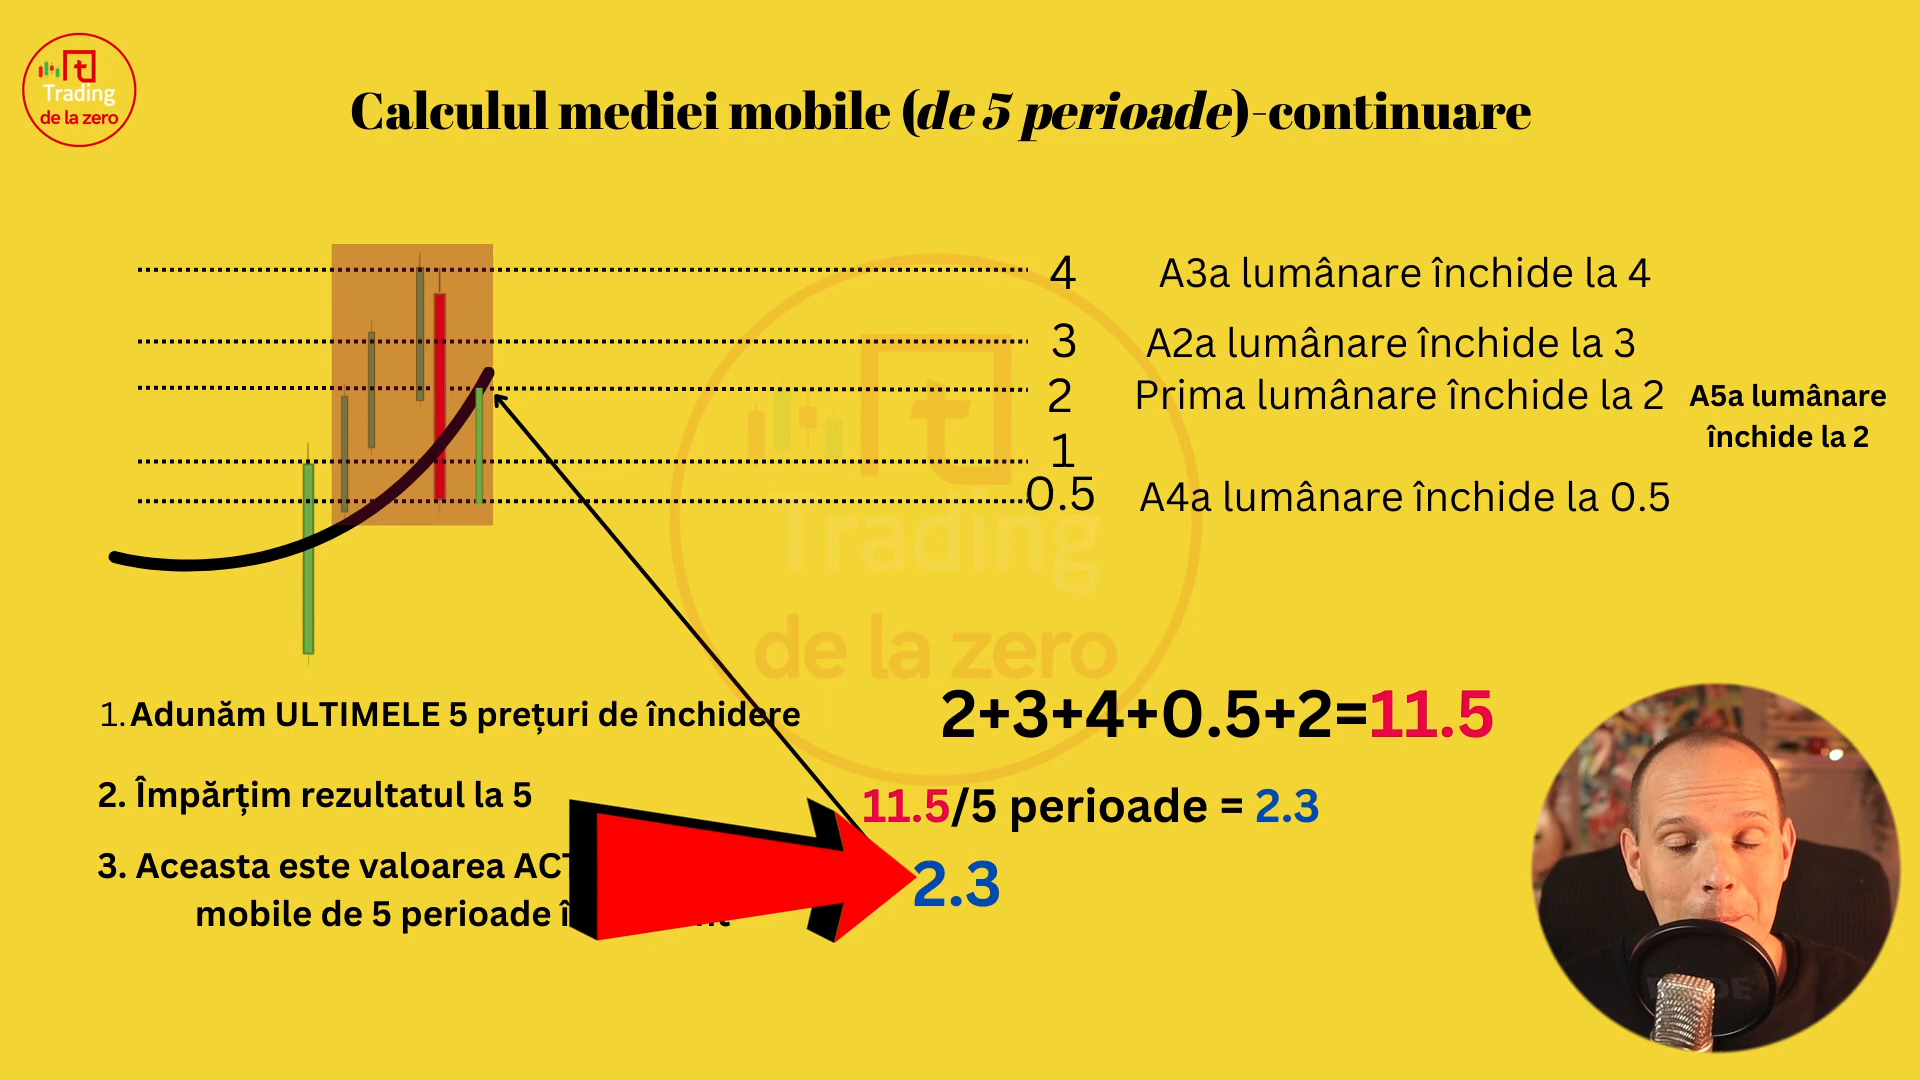 Trading
de la zero
Calculul mediei mobile (de 5 perioade)-continuare
4 A3a lumânare închide la 4
3 A2a lumânare închide la 3
2 Prima lumânare închide la 2 A5a lumânare
închide la 2
1
0.5 A4a lumânare închide la 0.5
Trading
de la zero
1. Adunăm ULTIMELE 5 prețuri de închidere
2+3+4+0.5+2=11.5
2. Împărțim rezultatul la 5
11.5/5 perioade = 2.3
3. Aceasta este valoarea
2.3
mobile de 5 perioade